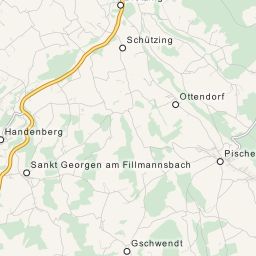 Schützing
Ottendorf
Handenberg
Pische
Sankt Georgen am Fillmannsbach
Gschwendt